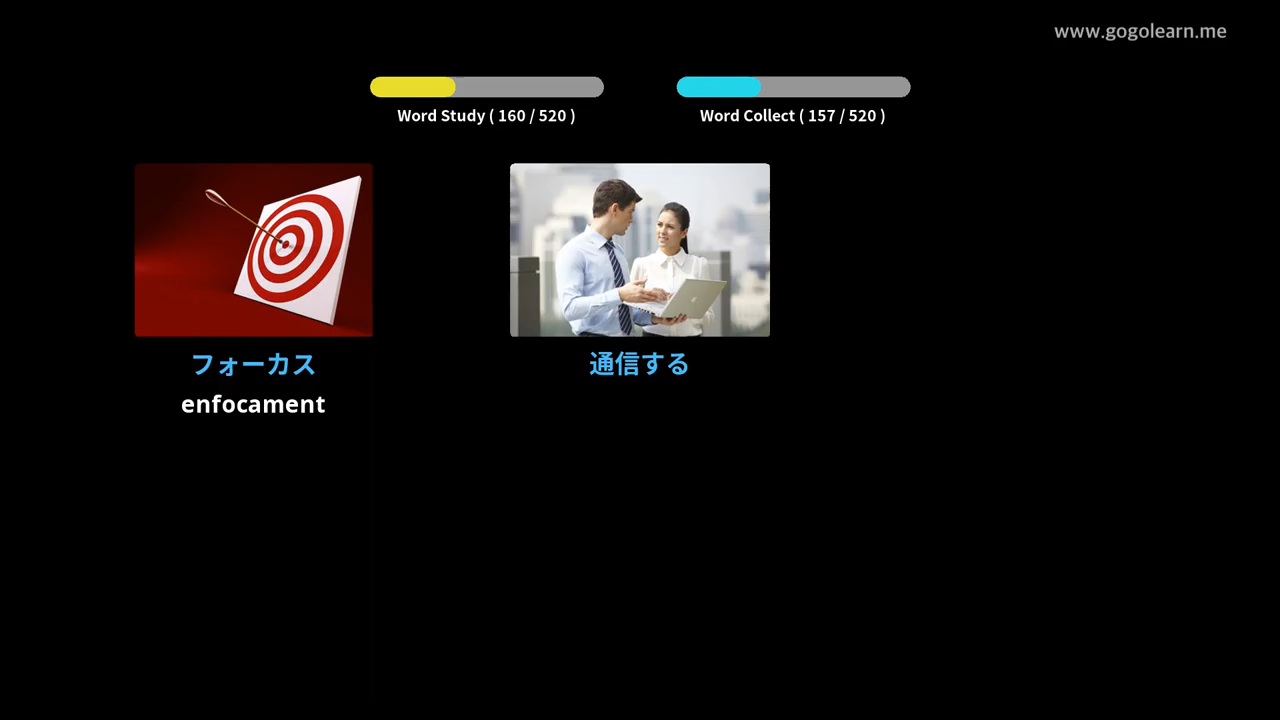 www.gogolearn.me
Word Study ( 160 / 520 )
Word Collect ( 157 / 520 )
フォーカス
enfocament
通信する